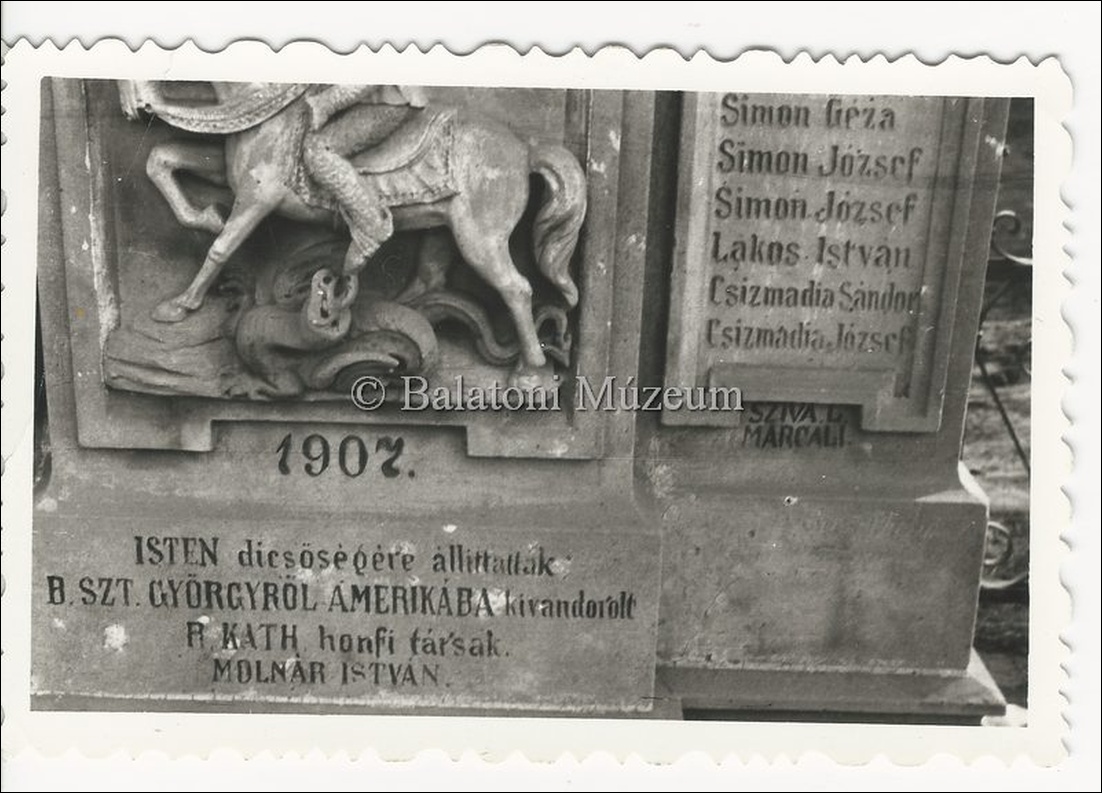 Simon Géza
Simon József
Simon József
Lakos István
Csizmadia Sándor
Csizmadia József
© Balatoni Múzeum
SZIVA L.
MARCALI.
1907.
ISTEN dicsőségére állíttatták:
B. SZT. GYÖRGYRŐL AMERIKÁBA kivandorolt
R. KATH. honfi társak.
MOLNÁR ISTVÁN.